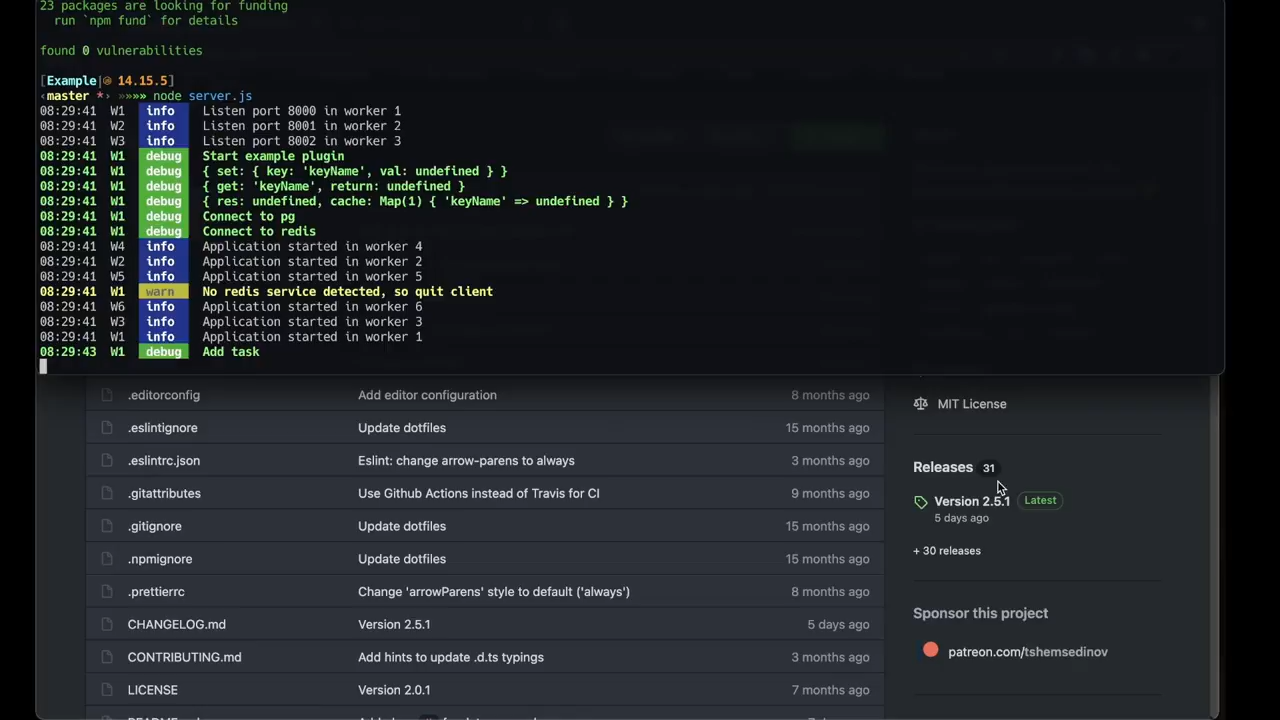 23 packages are looking for funding
run `npm fund` for details
found 0 vulnerabilities
[Example| 14.15.5]
‹master *› »»»» node server.js
08:29:41 W1 info Listen port 8000 in worker 1
08:29:41 W2 info Listen port 8001 in worker 2
08:29:41 W3 info Listen port 8002 in worker 3
08:29:41 W1 debug Start example plugin
08:29:41 W1 debug { set: { key: 'keyName', val: undefined } }
08:29:41 W1 debug { get: 'keyName', return: undefined }
08:29:41 W1 debug { res: undefined, cache: Map(1) { 'keyName' => undefined } }
08:29:41 W1 debug Connect to pg
08:29:41 W1 debug Connect to redis
08:29:41 W4 info Application started in worker 4
08:29:41 W2 info Application started in worker 2
08:29:41 W5 info Application started in worker 5
08:29:41 W1 warn No redis service detected, so quit client
08:29:41 W6 info Application started in worker 6
08:29:41 W3 info Application started in worker 3
08:29:41 W1 info Application started in worker 1
08:29:43 W1 debug Add task
.editorconfig Add editor configuration 8 months ago
.eslintignore Update dotfiles 15 months ago
.eslintrc.json Eslint: change arrow-parens to always 3 months ago
.gitattributes Use Github Actions instead of Travis for CI 9 months ago
.gitignore Update dotfiles 15 months ago
.npmignore Update dotfiles 15 months ago
.prettierrc Change 'arrowParens' style to default ('always') 8 months ago
CHANGELOG.md Version 2.5.1 5 days ago
CONTRIBUTING.md Add hints to update .d.ts typings 3 months ago
LICENSE Version 2.0.1 7 months ago
MIT License
Releases 31
Version 2.5.1 Latest
5 days ago
+ 30 releases
Sponsor this project
patreon.com/tshemsedinov